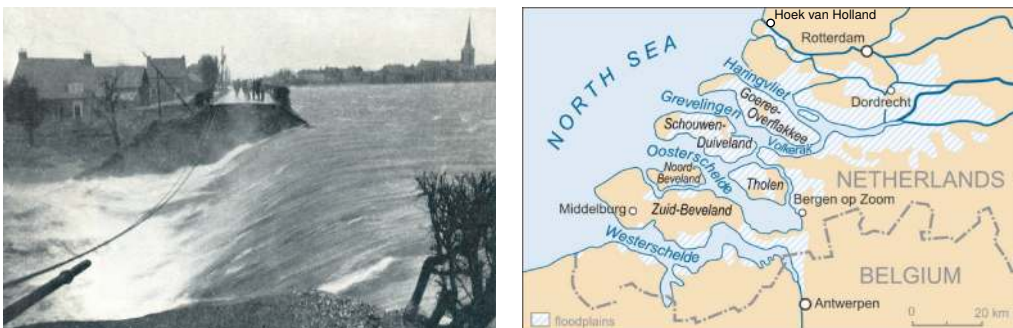 Hoek van Holland
Rotterdam
NORTH SEA
Haringvliet
Dordrecht
Goeree-
Overflakkee
Grevelingen
Schouwen-
Duiveland
Volkerak
Oosterschelde
Noord-
Beveland
Tholen
NETHERLANDS
Bergen op Zoom
Middelburg
Zuid-Beveland
Westerschelde
BELGIUM
Antwerpen
floodplains
0 20 km